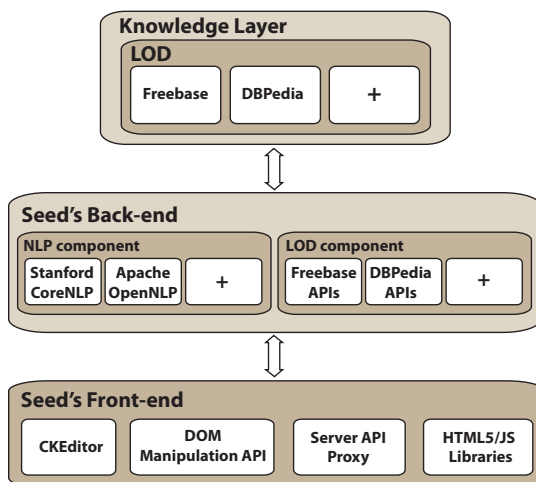 Knowledge Layer
LOD
Freebase
DBPedia
+
Seed's Back-end
NLP component
Stanford
CoreNLP
Apache
OpenNLP
+
LOD component
Freebase
APIs
DBPedia
APIs
+
Seed's Front-end
CKEditor
DOM
Manipulation API
Server API
Proxy
HTML5/JS
Libraries